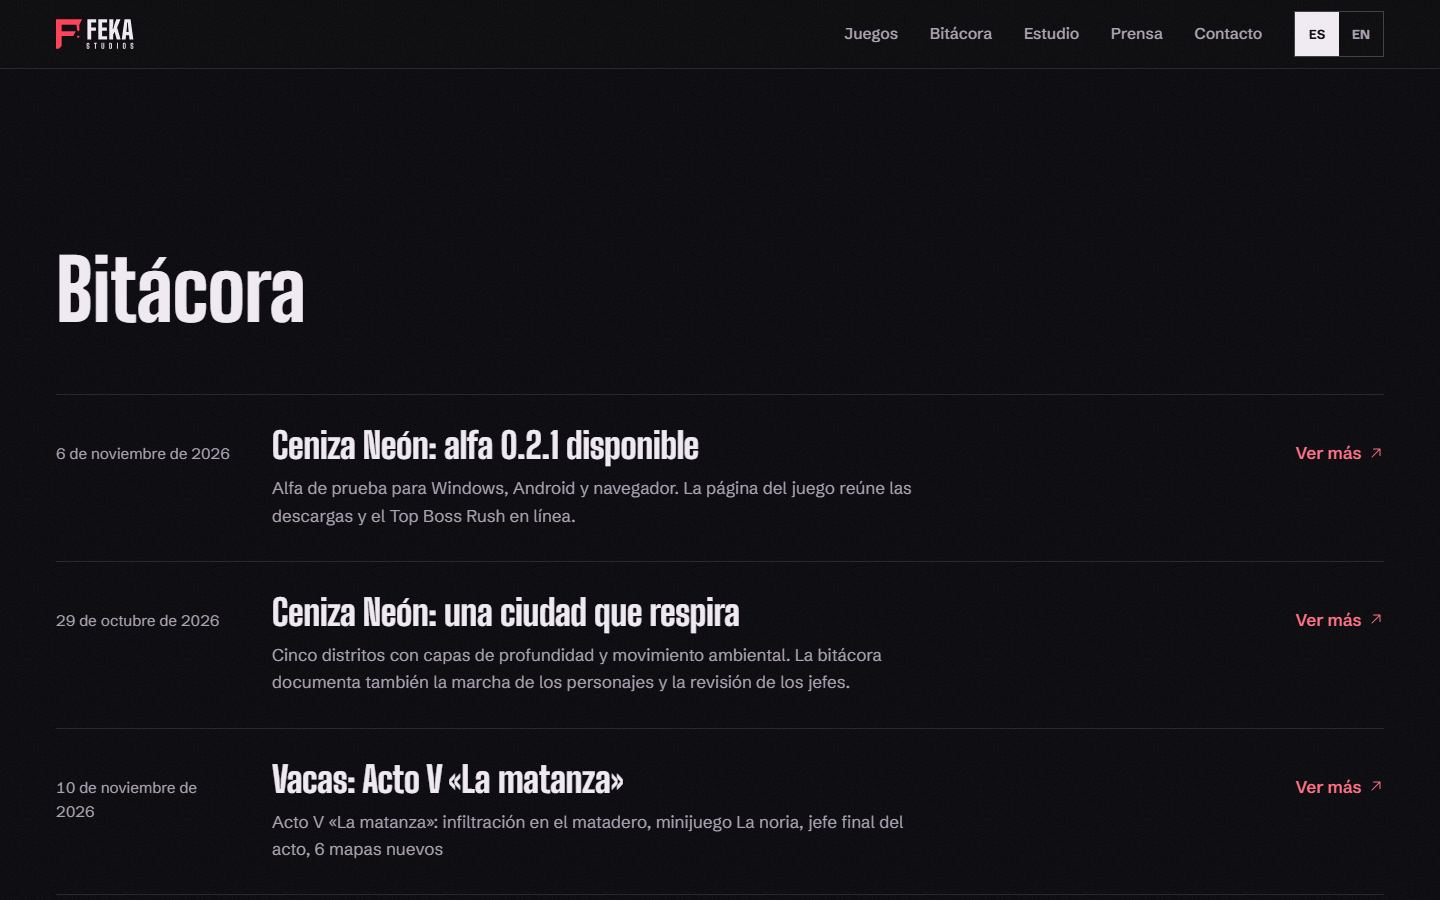 FEKA
STUDIOS
Juegos
Bitácora
Estudio
Prensa
Contacto
ES
EN
Bitácora
6 de noviembre de 2026
Ceniza Neón: alfa 0.2.1 disponible
Alfa de prueba para Windows, Android y navegador. La página del juego reúne las
descargas y el Top Boss Rush en línea.
Ver más
29 de octubre de 2026
Ceniza Neón: una ciudad que respira
Cinco distritos con capas de profundidad y movimiento ambiental. La bitácora
documenta también la marcha de los personajes y la revisión de los jefes.
Ver más
10 de noviembre de
2026
Vacas: Acto V «La matanza»
Acto V «La matanza»: infiltración en el matadero, minijuego La noria, jefe final del
acto, 6 mapas nuevos
Ver más